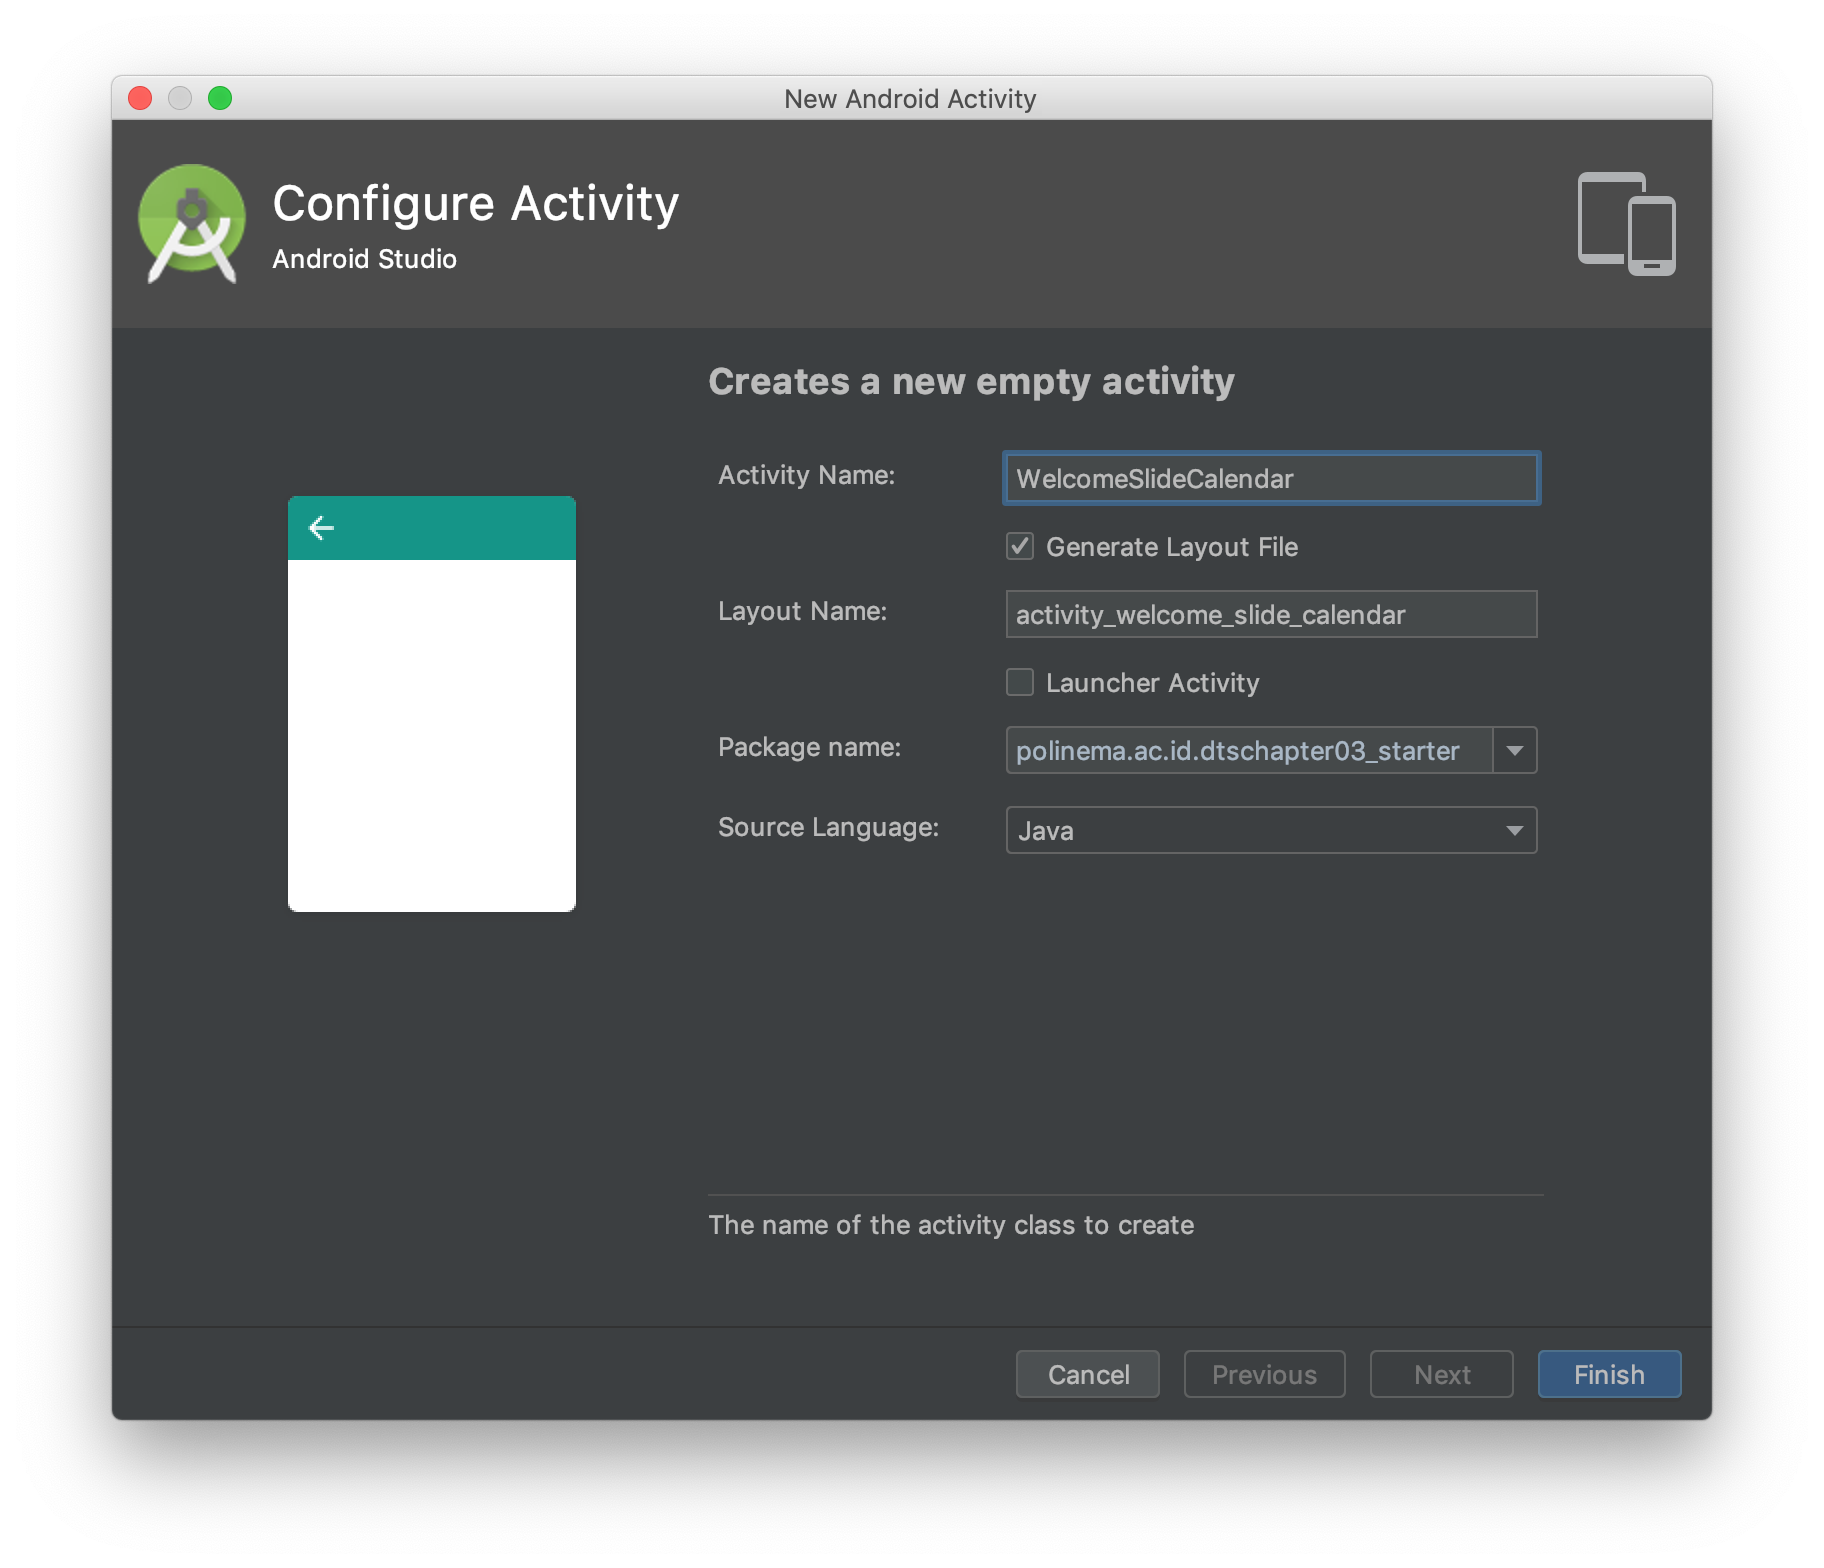 New Android Activity
Configure Activity
Android Studio
Creates a new empty activity
Activity Name: WelcomeSlideCalendar
Generate Layout File
Layout Name: activity_welcome_slide_calendar
Launcher Activity
Package name: polinema.ac.id.dtschapter03_starter
Source Language: Java
The name of the activity class to create
Cancel Previous Next Finish